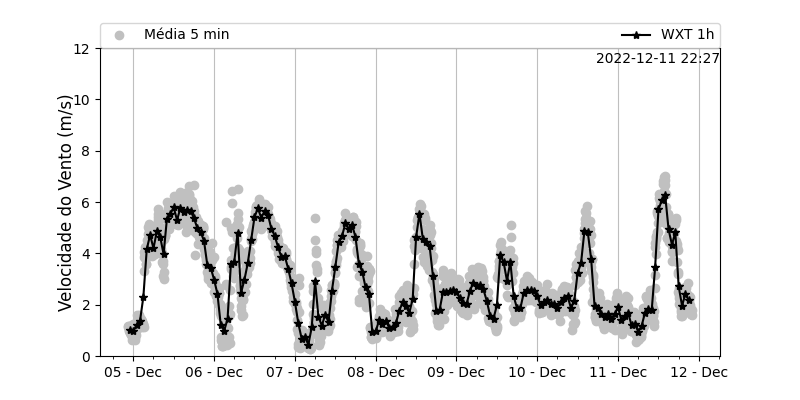 Média 5 min
WXT 1h
2022-12-11 22:27
Velocidade do Vento (m/s)
12
10
8
6
4
2
0
05 - Dec
06 - Dec
07 - Dec
08 - Dec
09 - Dec
10 - Dec
11 - Dec
12 - Dec